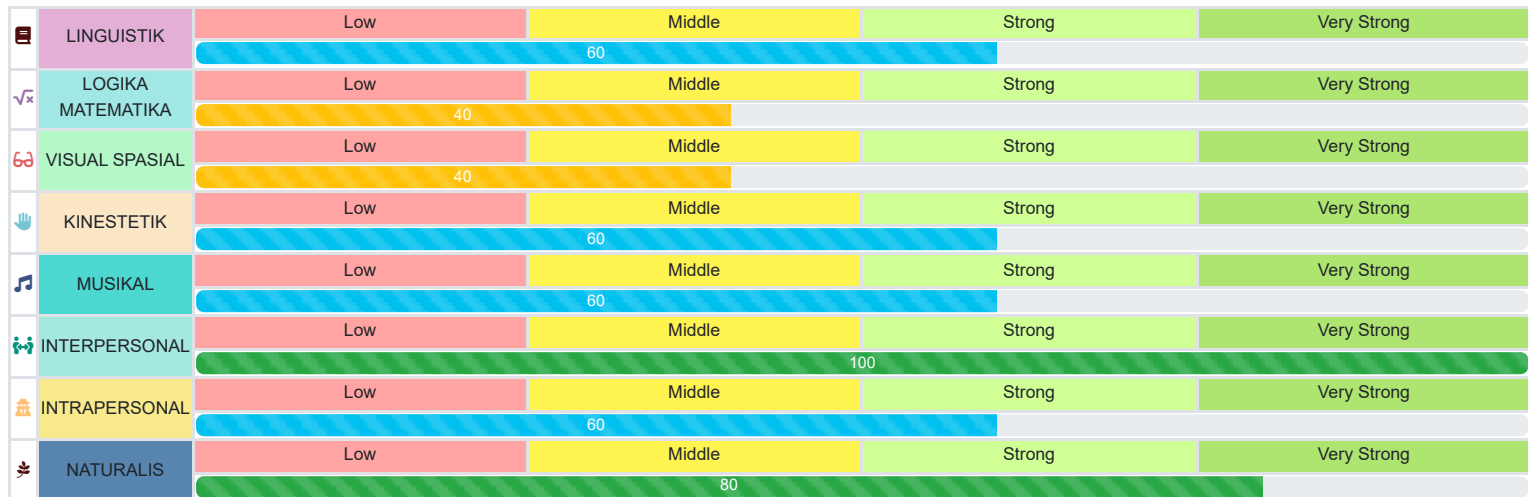 Low Middle Strong Very Strong
LINGUISTIK
60
LOGIKA
MATEMATIKA
Low Middle Strong Very Strong
40
Low Middle Strong Very Strong
VISUAL SPASIAL
40
Low Middle Strong Very Strong
KINESTETIK
60
Low Middle Strong Very Strong
MUSIKAL
60
Low Middle Strong Very Strong
INTERPERSONAL
100
Low Middle Strong Very Strong
INTRAPERSONAL
60
Low Middle Strong Very Strong
NATURALIS
80